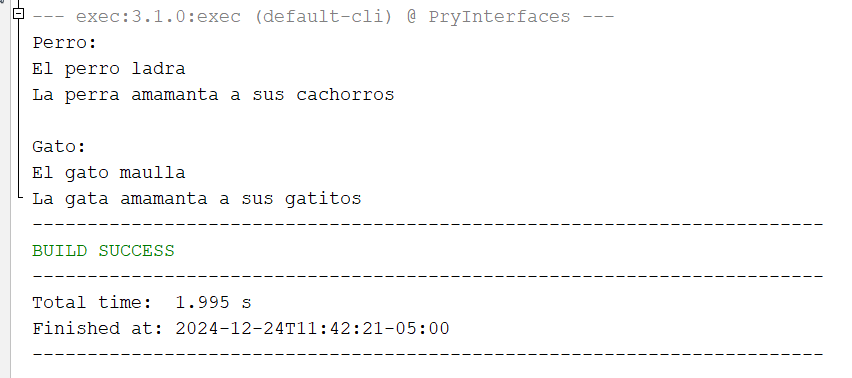 --- exec:3.1.0:exec (default-cli) @ PryInterfaces ---
Perro:
El perro ladra
La perra amamanta a sus cachorros
Gato:
El gato maulla
La gata amamanta a sus gatitos
------------------------------------------------------------------------
BUILD SUCCESS
------------------------------------------------------------------------
Total time:  1.995 s
Finished at: 2024-12-24T11:42:21-05:00
------------------------------------------------------------------------